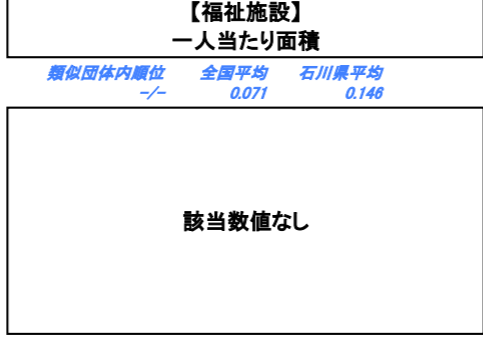 【福祉施設】
一人当たり面積
類似団体内順位 全国平均 石川県平均
-/- 0.071 0.146
該当数値なし